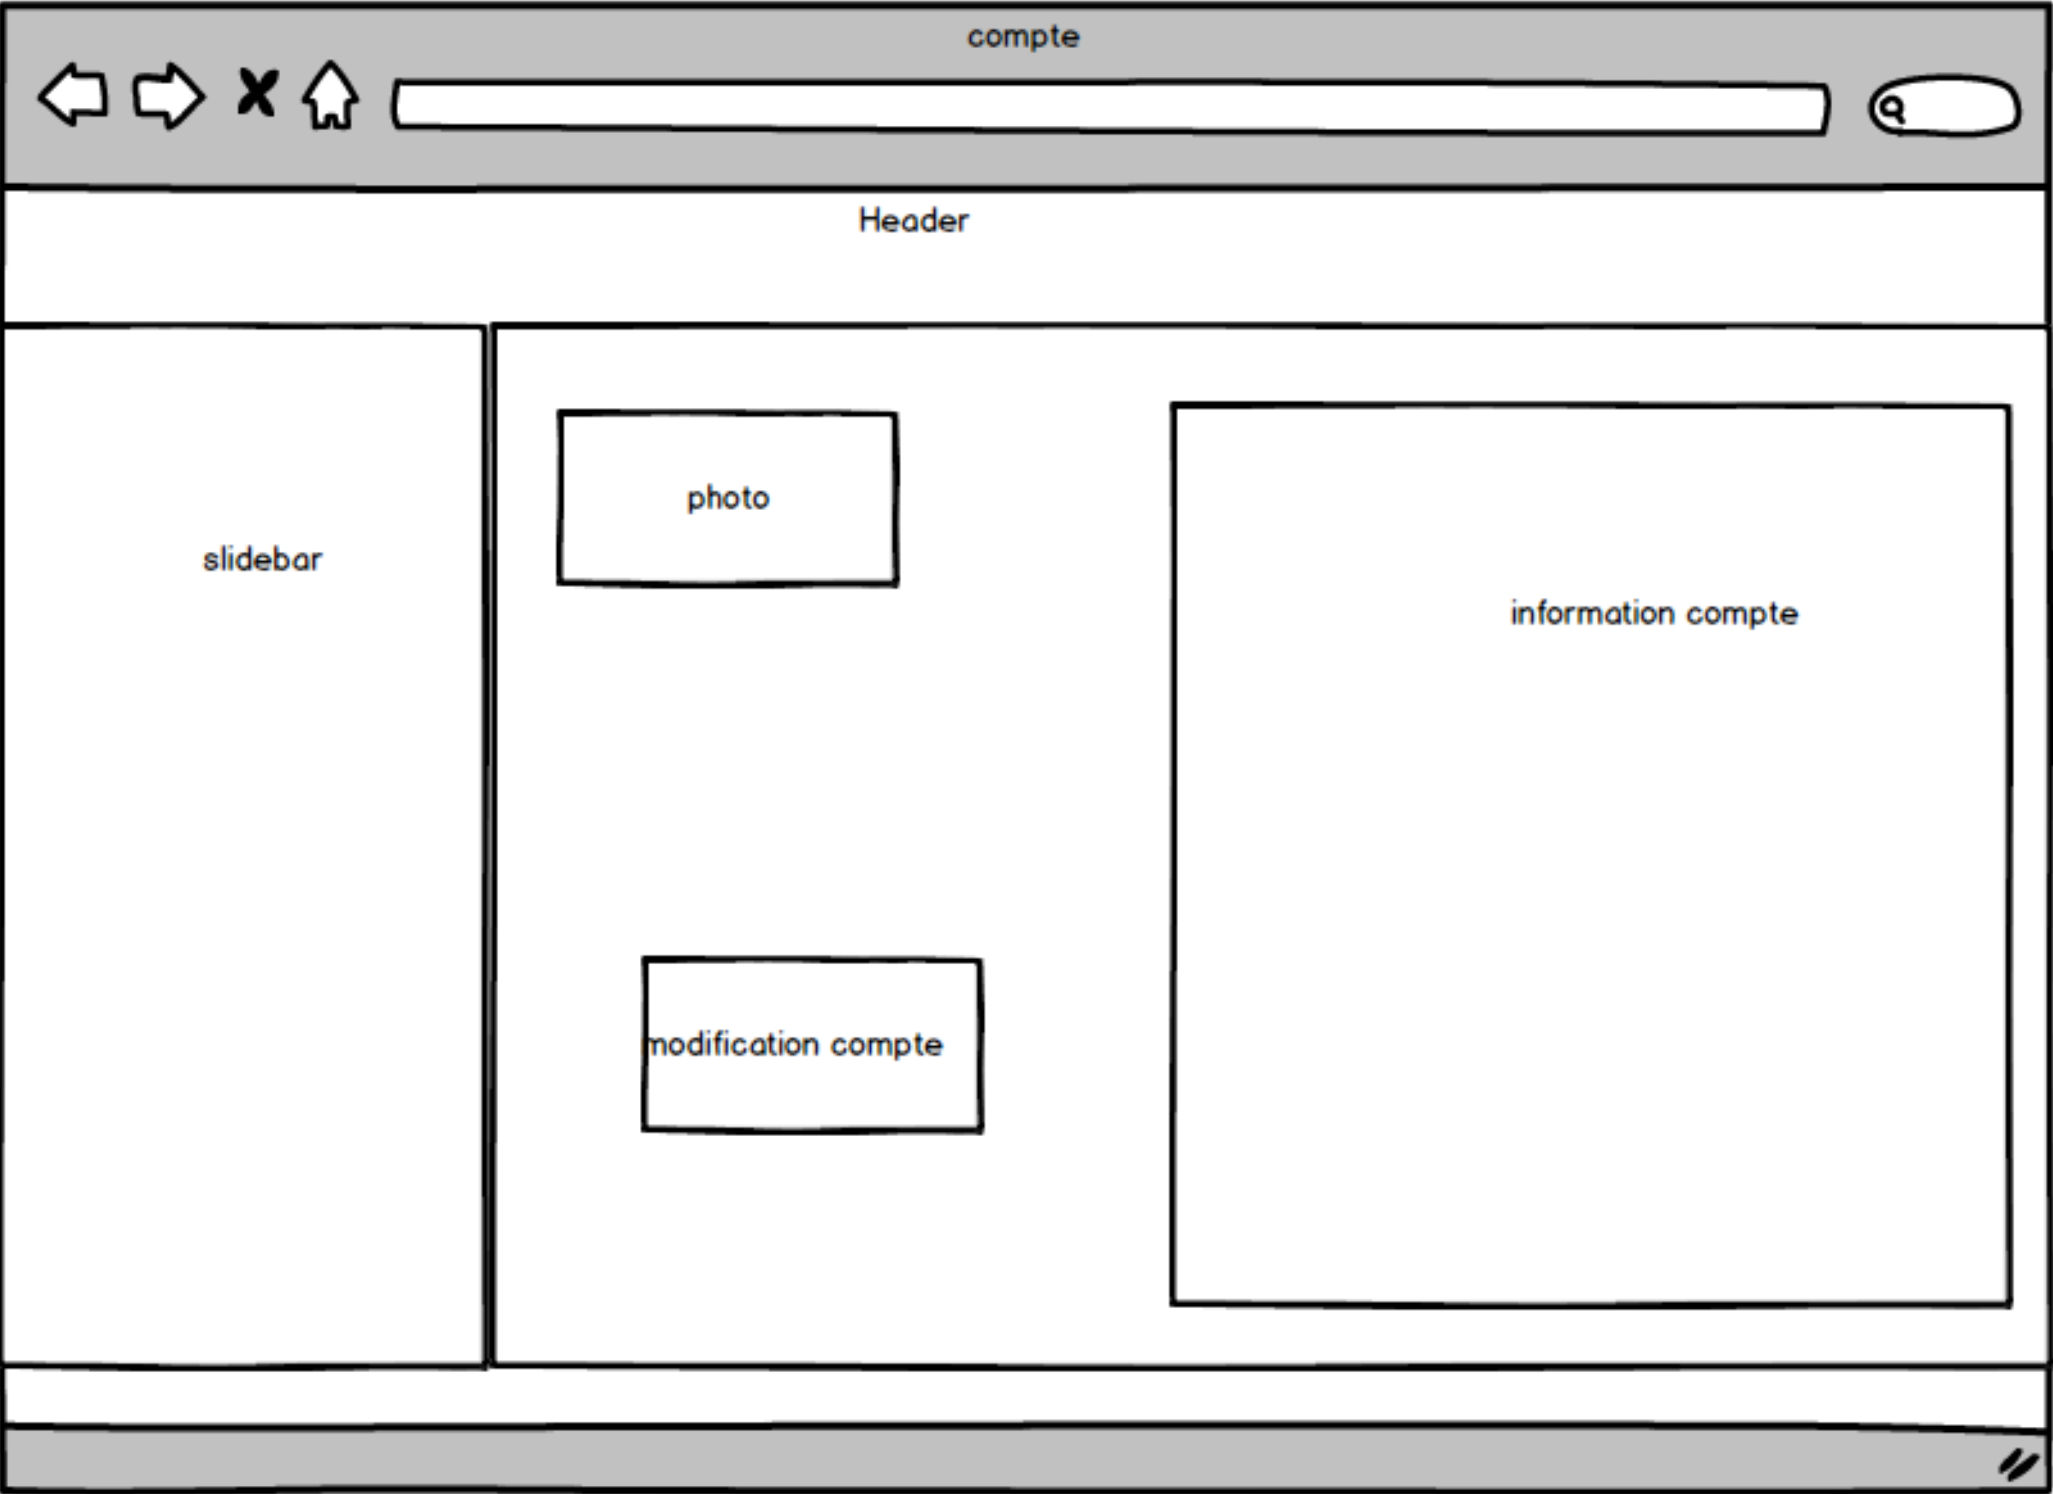 compte
Header
photo
slidebar
information compte
modification compte